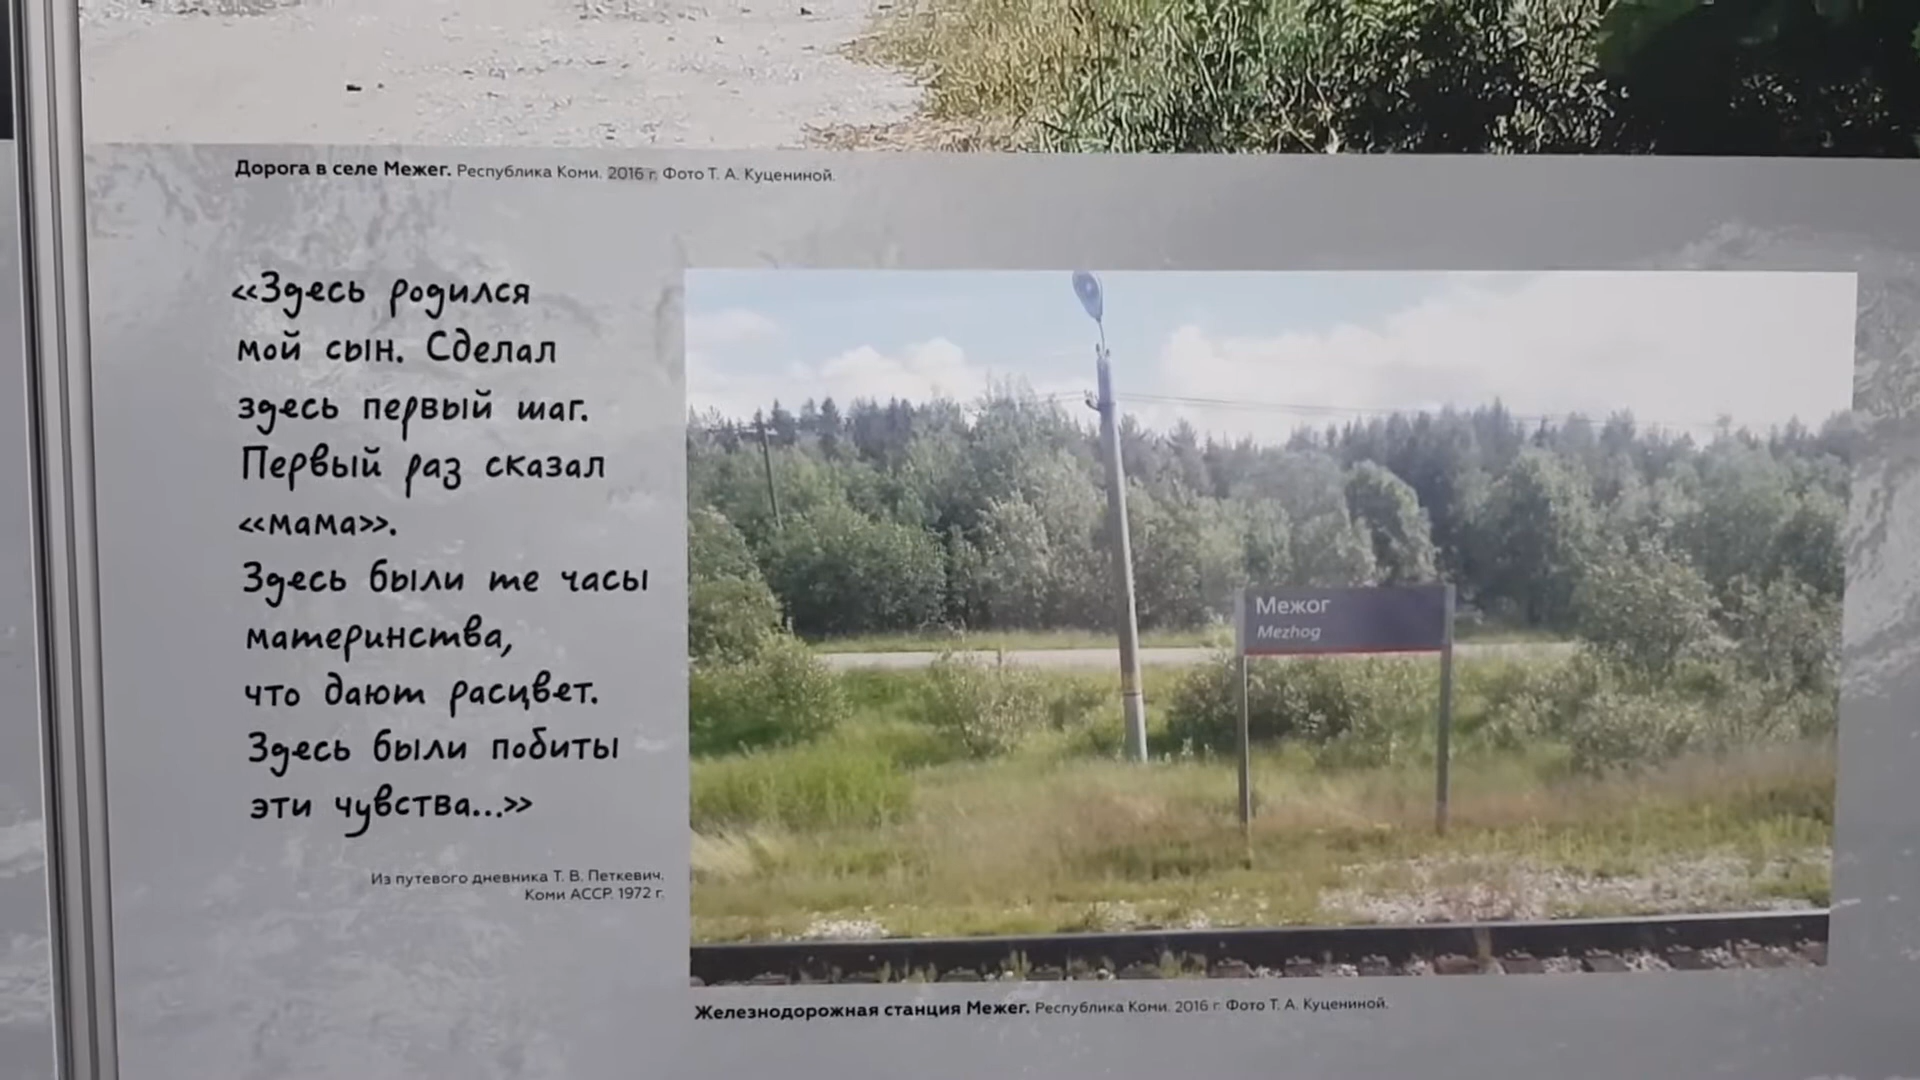 Дорога в селе Межег. Республика Коми. 2016 г. Фото Т. А. Куцениной.
«Здесь родился
мой сын. Сделал
здесь первый шаг.
Первый раз сказал
«мама».
Здесь были те часы
материнства,
что дают расцвет.
Здесь были побиты
эти чувства...»
Из путевого дневника Т. В. Петкевич.
Коми АССР. 1972 г.
Межог
Mezhog
Железнодорожная станция Межег. Республика Коми. 2016 г. Фото Т. А. Куцениной.